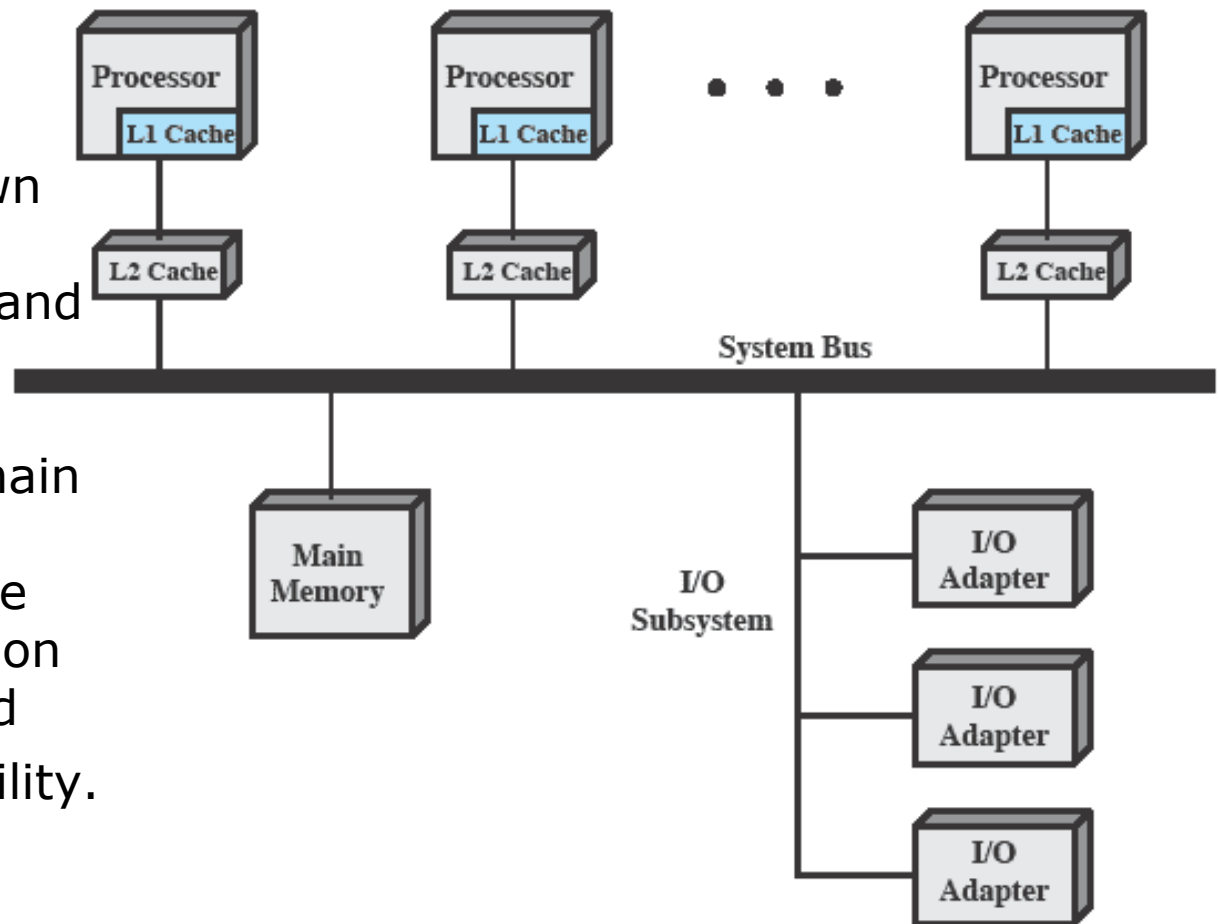 Processor
L1 Cache
Processor
L1 Cache
Processor
L1 Cache
wn
L2 Cache
L2 Cache
L2 Cache
and
System Bus
nain
Main
Memory
I/O
Subsystem
I/O
Adapter
e
on
d
I/O
Adapter
ility.
I/O
Adapter